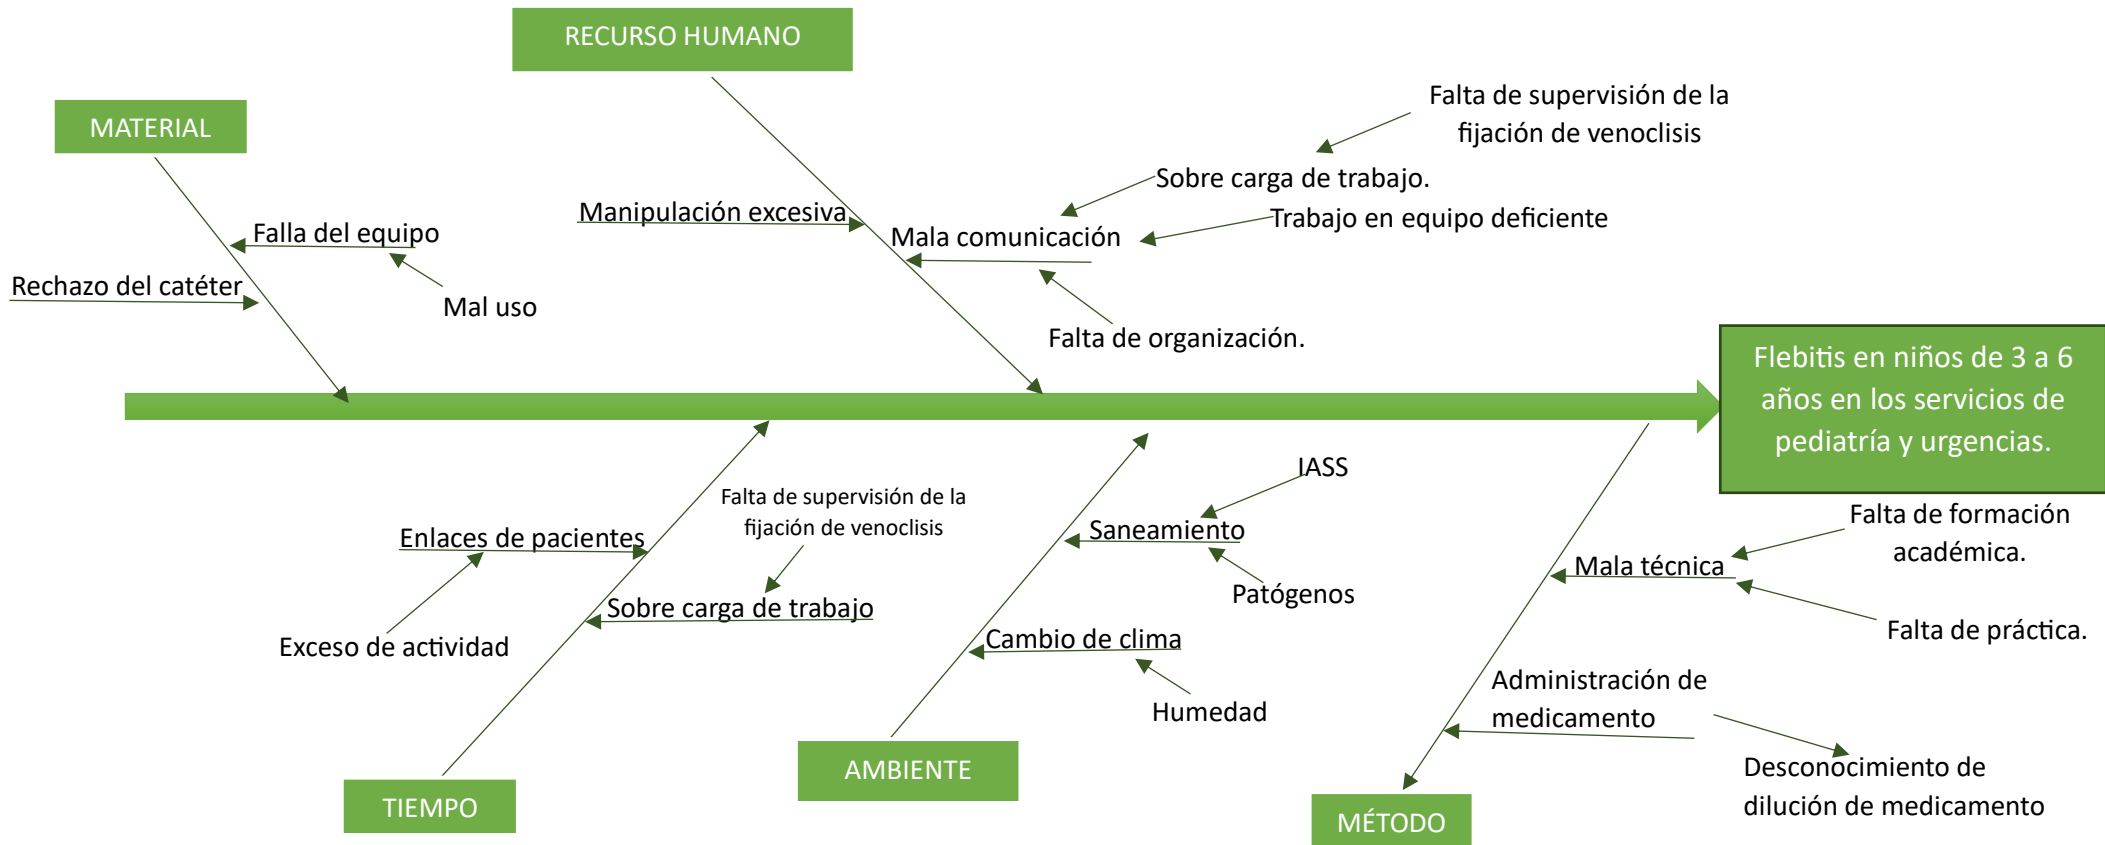 RECURSO HUMANO
MATERIAL
Falta de supervisión de la
fijación de venoclisis
Sobre carga de trabajo.
Manipulación excesiva
Trabajo en equipo deficiente
Falla del equipo
Mala comunicación
Rechazo del catéter
Mal uso
Falta de organización.
Flebitis en niños de 3 a 6
años en los servicios de
pediatría y urgencias.
IASS
Falta de supervisión de la
fijación de venoclisis
Enlaces de pacientes
Saneamiento
Falta de formación
académica.
Mala técnica
Patógenos
Sobre carga de trabajo
Exceso de actividad
Cambio de clima
Falta de práctica.
Administración de
medicamento
Humedad
Desconocimiento de
dilución de medicamento
TIEMPO
AMBIENTE
MÉTODO